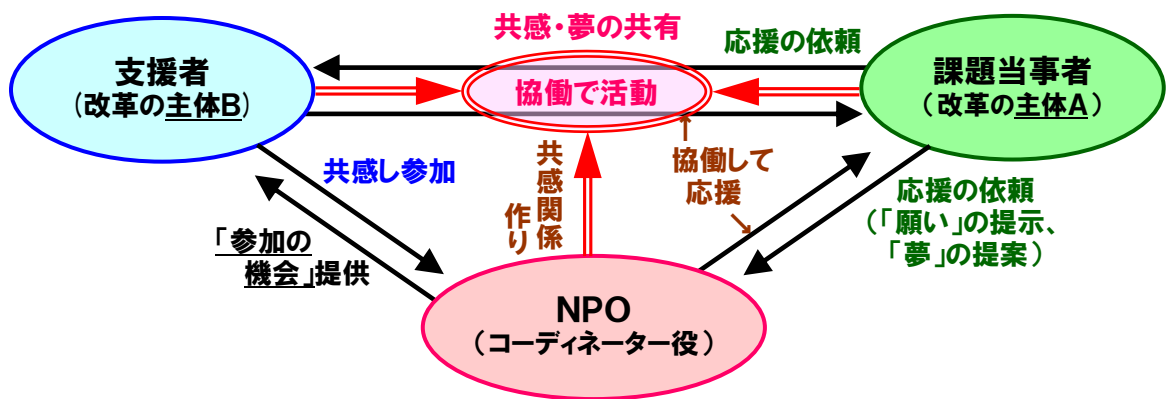 共感・夢の共有
応援の依頼
支援者
(改革の主体B)
協働で活動
課題当事者
(改革の主体A)
共感し参加
共感関係
作り
協働して
応援
応援の依頼
(「願い」の提示、
「夢」の提案)
「参加の
機会」提供
NPO
(コーディネーター役)